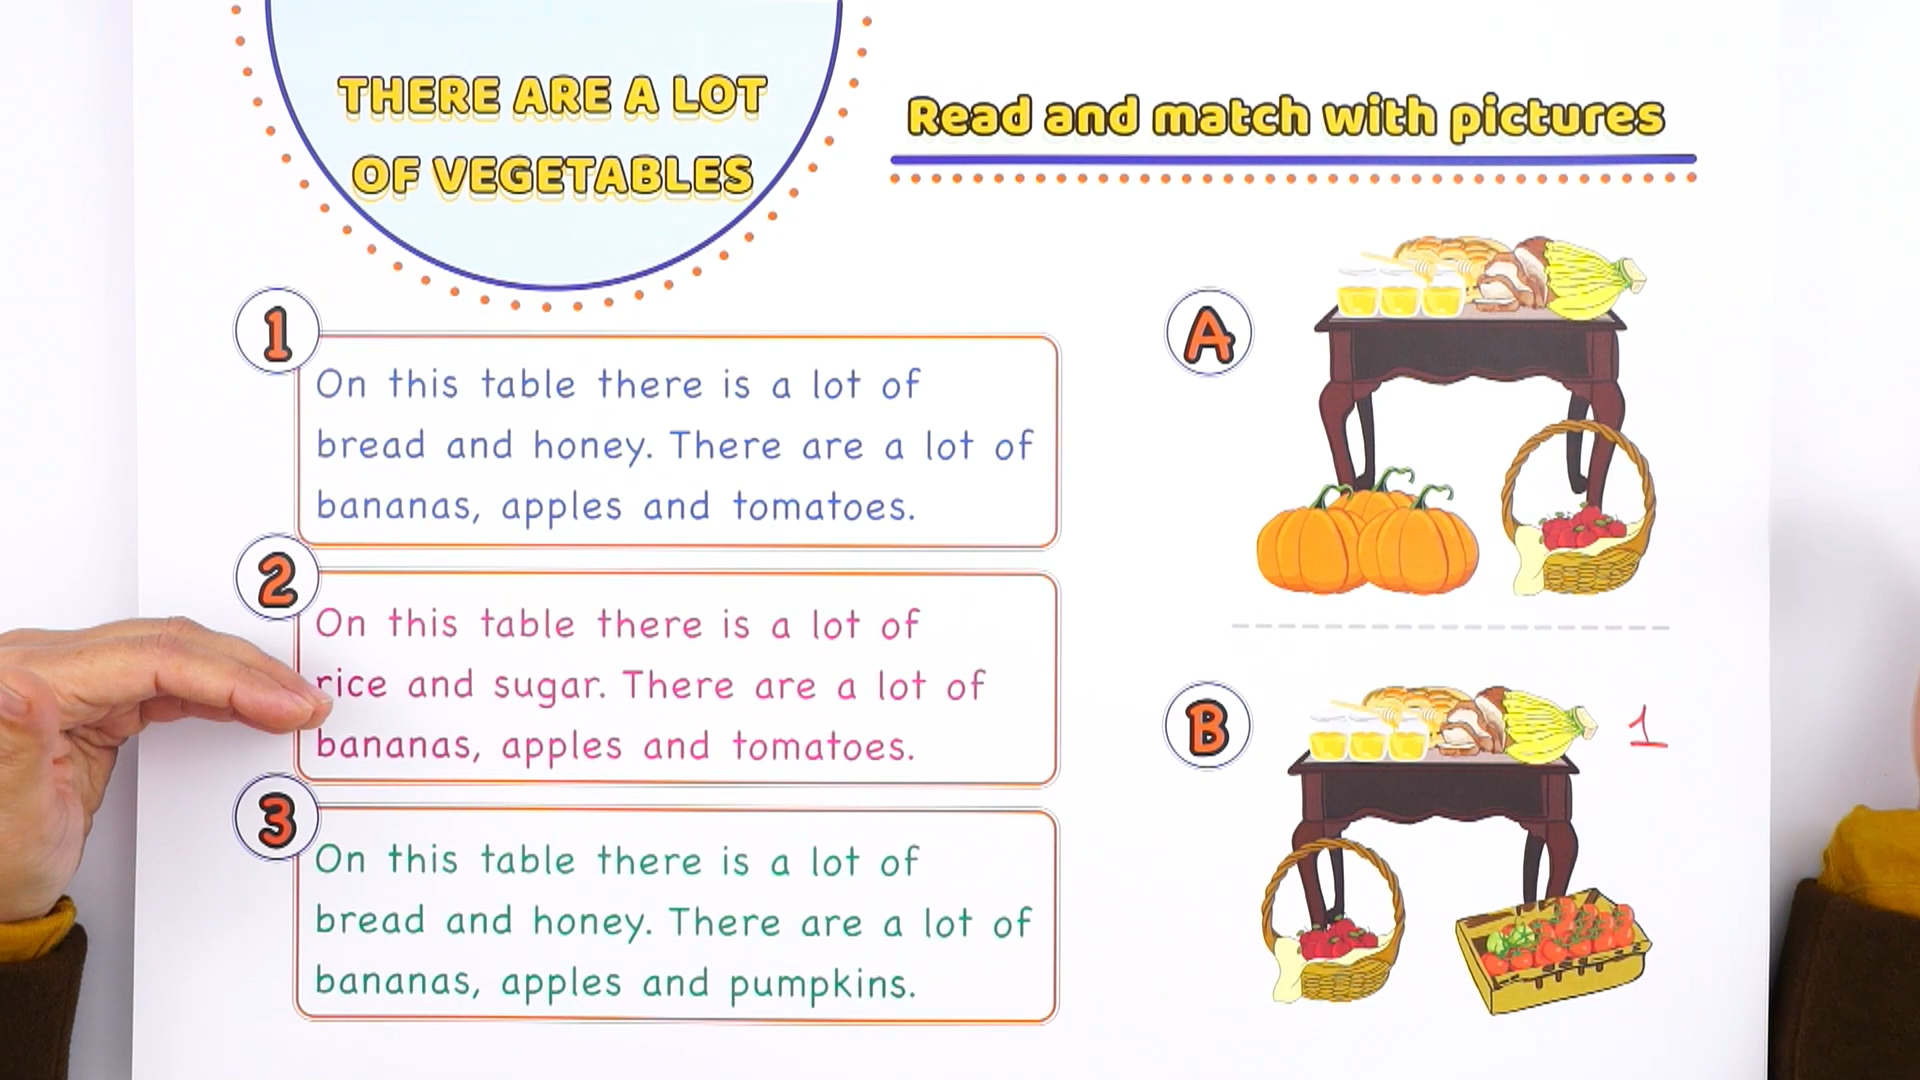 THERE ARE A LOT
OF VEGETABLES
Read and match with pictures
1
On this table there is a lot of
bread and honey. There are a lot of
bananas, apples and tomatoes.
2
On this table there is a lot of
rice and sugar. There are a lot of
bananas, apples and tomatoes.
3
On this table there is a lot of
bread and honey. There are a lot of
bananas, apples and pumpkins.
A
B
1